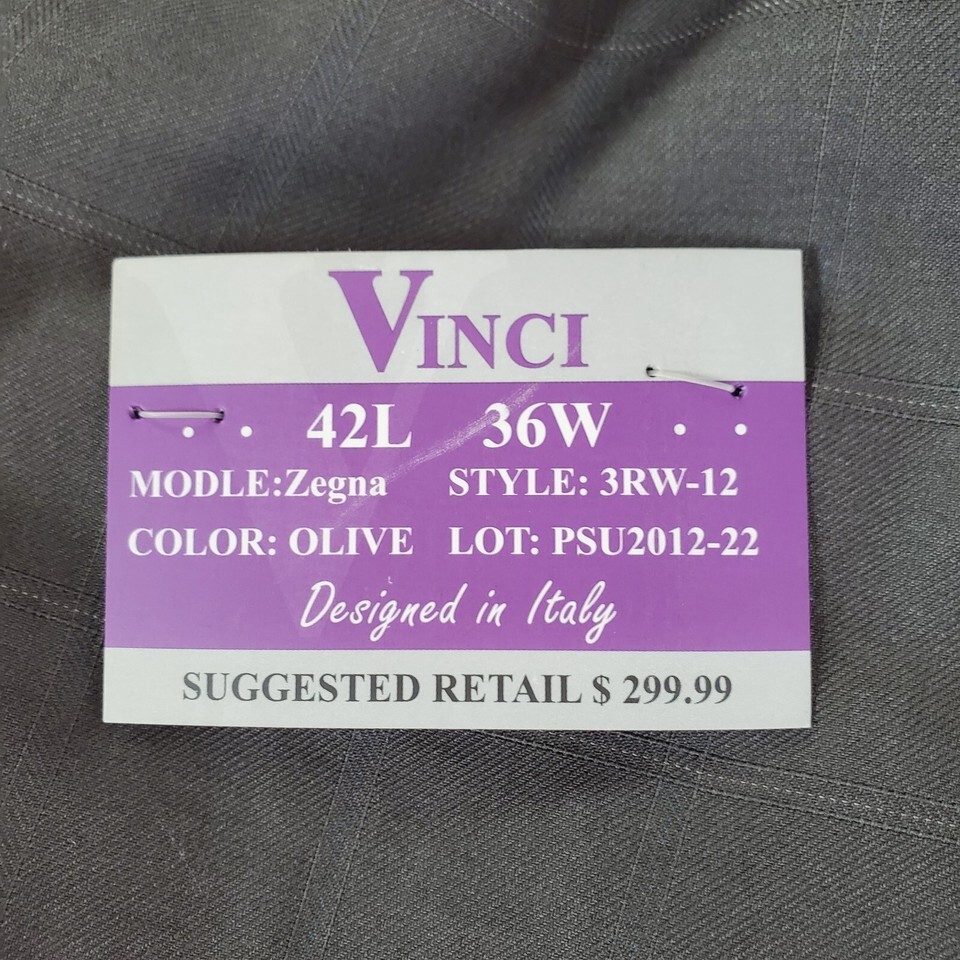 VINCI
42L 36W
MODLE:Zegna STYLE: 3RW-12
COLOR: OLIVE LOT: PSU2012-22
Designed in Italy
SUGGESTED RETAIL $ 299.99